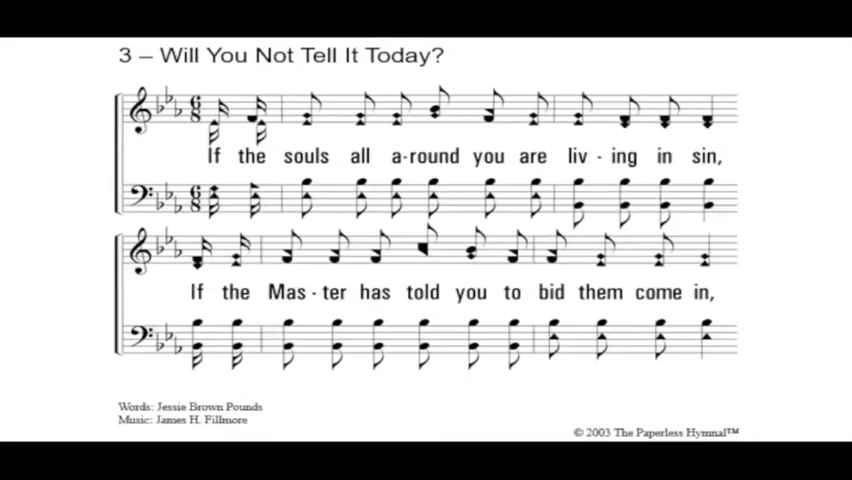 3 – Will You Not Tell It Today?
If the souls all a-round you are liv - ing in sin,
If the Mas - ter has told you to bid them come in,
Words: Jessie Brown Pounds
Music: James H. Fillmore
© 2003 The Paperless Hymnal™